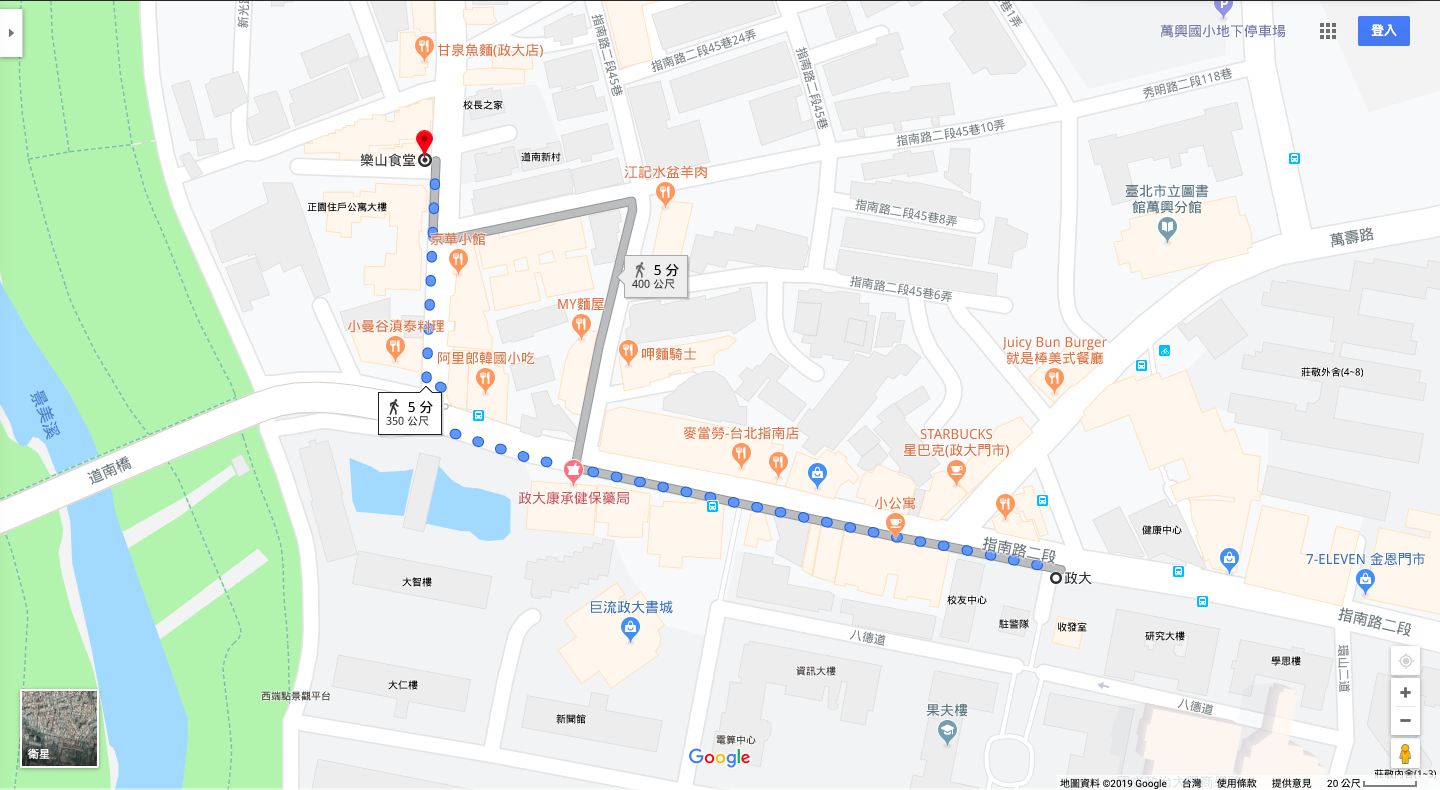 新光路
甘泉魚麵(政大店)
指南路二段45巷
指南路二段45巷24弄
指南路二段45巷
巷1弄
P
萬興國小地下停車場
登入
秀明路二段118巷
校長之家
指南路二段45巷10弄
樂山食堂
道南新村
江記水盆羊肉
臺北市立圖書
館萬興分館
正園住戶公寓大樓
指南路二段45巷8弄
萬壽路
京華小館
5 分
400 公尺
指南路二段45巷6弄
MY麵屋
小曼谷滇泰料理
阿里郎韓國小吃
呷麵騎士
Juicy Bun Burger
就是棒美式餐廳
莊敬外舍(4~8)
景美溪
5 分
350 公尺
麥當勞-台北指南店
STARBUCKS
星巴克(政大門市)
道南橋
政大康承健保藥局
小公寓
健康中心
指南路二段
7-ELEVEN 金恩門市
政大
大智樓
校友中心
巨流政大書城
駐警隊
收發室
指南路二段
八德道
研究大樓
學思樓
環山二道
資訊大樓
大仁樓
西端點景觀平台
新聞館
果夫樓
八德道
電算中心
衛星
Google
莊敬內舍(1~3)
地圖資料 ©2019 Google
台灣
使用條款
提供意見
20 公尺